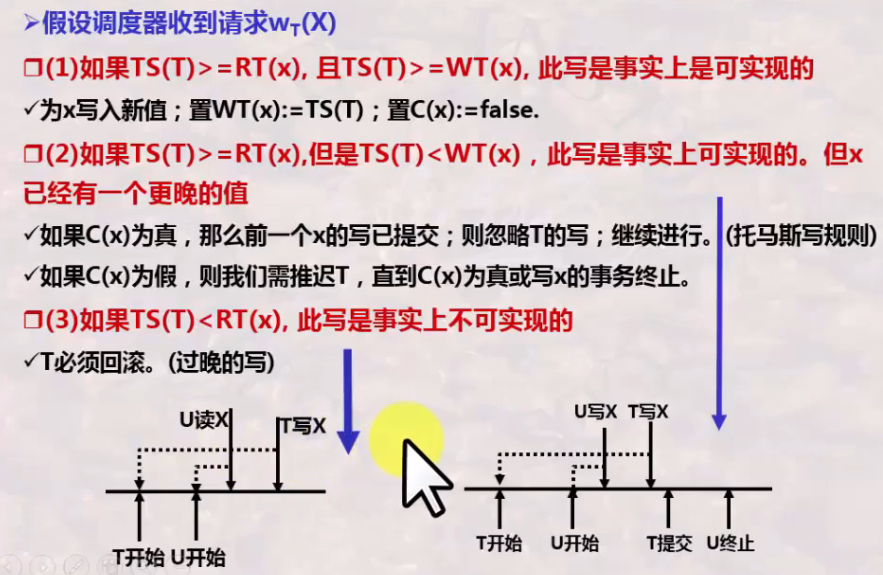 ➢假设调度器收到请求wT(X)
❒(1)如果TS(T)>=RT(x), 且TS(T)>=WT(x), 此写是事实上是可实现的
✓为x写入新值；置WT(x):=TS(T)；置C(x):=false.
❒(2)如果TS(T)>=RT(x),但是TS(T)<WT(x)，此写是事实上可实现的。但x
已经有一个更晚的值
✓如果C(x)为真，那么前一个x的写已提交；则忽略T的写；继续进行。(托马斯写规则)
✓如果C(x)为假，则我们需推迟T，直到C(x)为真或写x的事务终止。
❒(3)如果TS(T)<RT(x), 此写是事实上不可实现的
✓T必须回滚。(过晚的写)
U读X T写X
T开始 U开始
U写X T写X
T开始 U开始 T提交 U终止